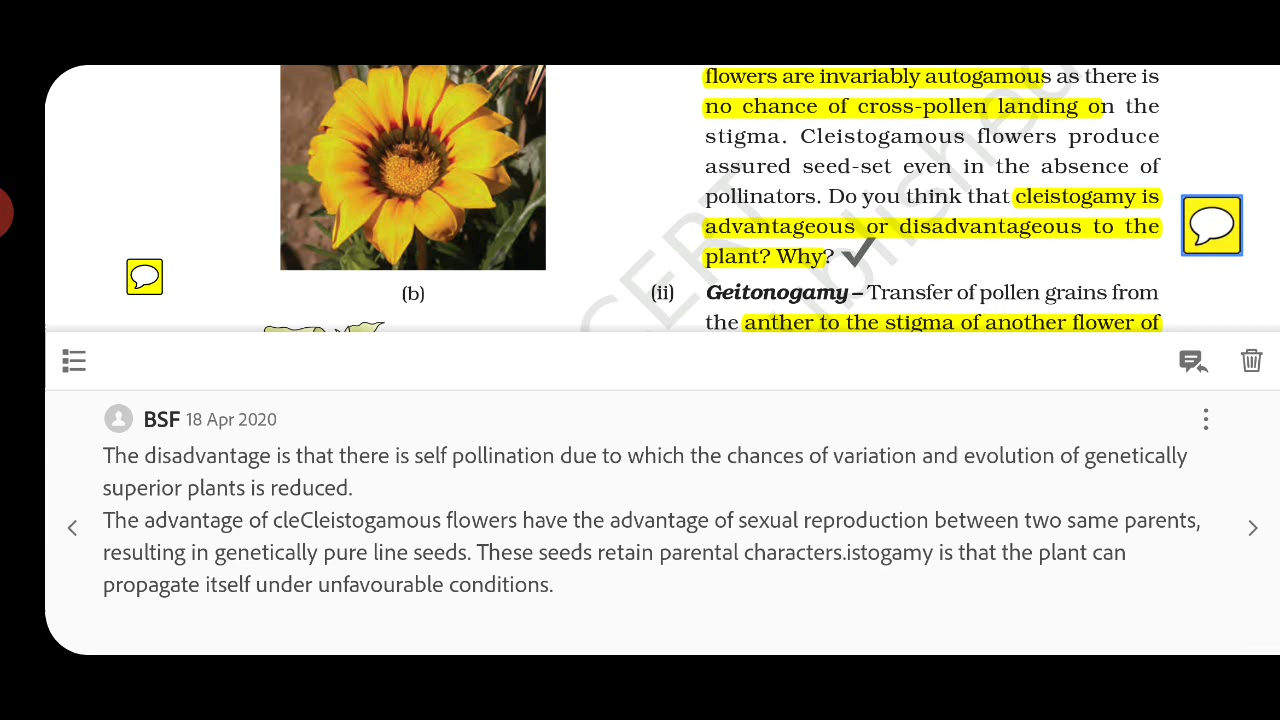 flowers are invariably autogamous as there is
no chance of cross-pollen landing on the
stigma. Cleistogamous flowers produce
assured seed-set even in the absence of
pollinators. Do you think that cleistogamy is
advantageous or disadvantageous to the
plant? Why?
(b)
(ii) Geitonogamy – Transfer of pollen grains from
the anther to the stigma of another flower of
BSF 18 Apr 2020
The disadvantage is that there is self pollination due to which the chances of variation and evolution of genetically
superior plants is reduced.
The advantage of cleCleistogamous flowers have the advantage of sexual reproduction between two same parents,
resulting in genetically pure line seeds. These seeds retain parental characters.istogamy is that the plant can
propagate itself under unfavourable conditions.